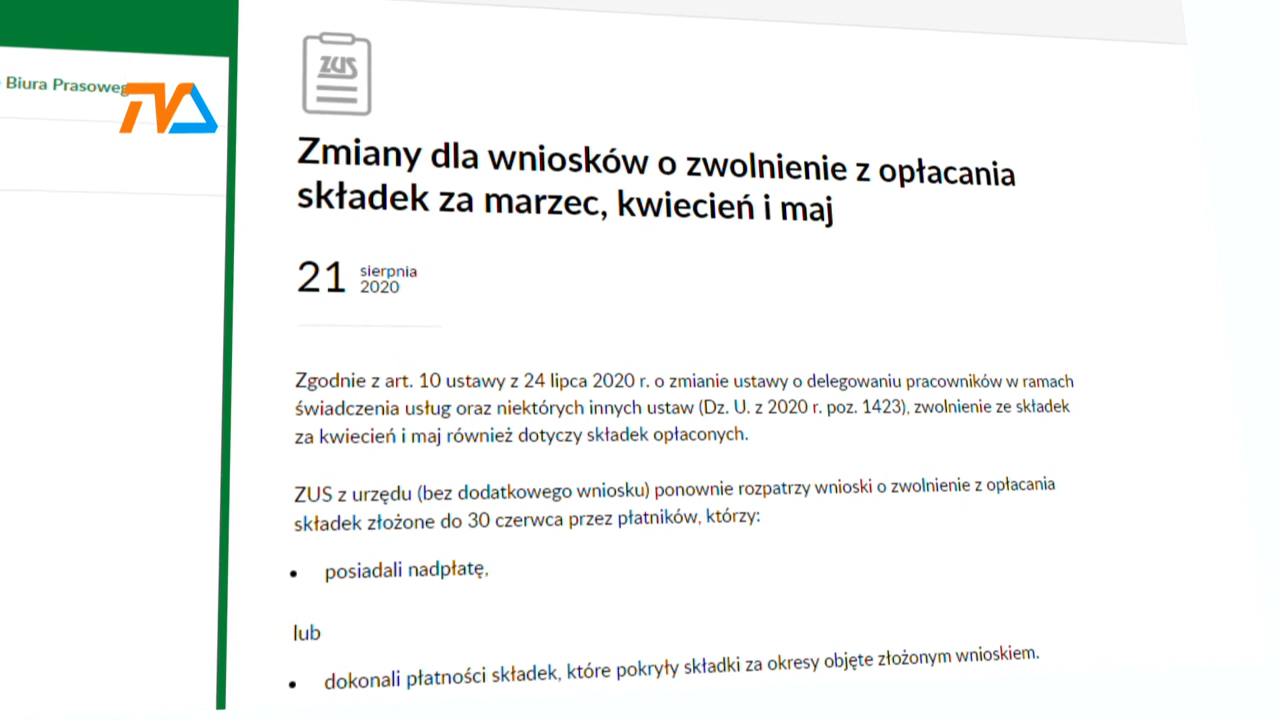 Biura Prasoweg
TVD
ZUS
Zmiany dla wniosków o zwolnienie z opłacania
składek za marzec, kwiecień i maj
21 sierpnia
2020
Zgodnie z art. 10 ustawy z 24 lipca 2020 r. o zmianie ustawy o delegowaniu pracowników w ramach
świadczenia usług oraz niektórych innych ustaw (Dz. U. z 2020 r. poz. 1423), zwolnienie ze składek
za kwiecień i maj również dotyczy składek opłaconych.
ZUS z urzędu (bez dodatkowego wniosku) ponownie rozpatrzy wnioski o zwolnienie z opłacania
składek złożone do 30 czerwca przez płatników, którzy:
• posiadali nadpłatę,
lub
• dokonali płatności składek, które pokryły składki za okresy objęte złożonym wnioskiem.